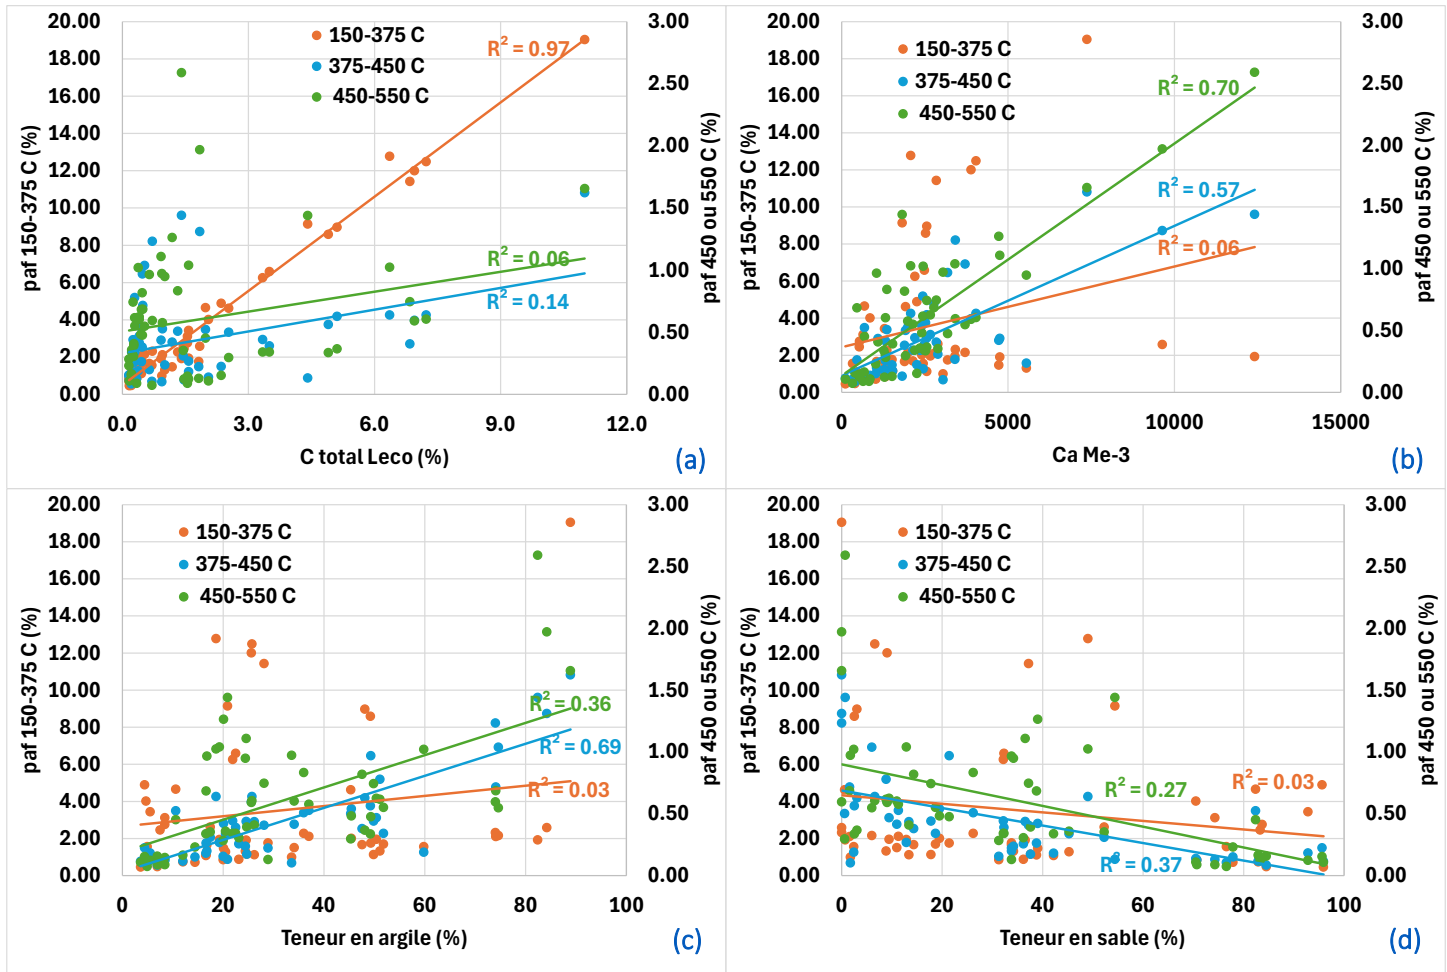 paf 150-375 C (%)
20.00
18.00
16.00
14.00
12.00
10.00
8.00
6.00
4.00
2.00
0.00
150-375 C
375-450 C
450-550 C
R² = 0.97
R² = 0.06
R² = 0.14
3.00
2.50
2.00
1.50
1.00
0.50
0.00
paf 450 ou 550 C (%)
0.0 3.0 6.0 9.0 12.0
C total Leco (%)
(a)
paf 150-375 C (%)
20.00
18.00
16.00
14.00
12.00
10.00
8.00
6.00
4.00
2.00
0.00
150-375 C
375-450 C
450-550 C
R² = 0.70
R² = 0.57
R² = 0.06
3.00
2.50
2.00
1.50
1.00
0.50
0.00
paf 450 ou 550 C (%)
0 5000 10000 15000
Ca Me-3
(b)
paf 150-375 C (%)
20.00
18.00
16.00
14.00
12.00
10.00
8.00
6.00
4.00
2.00
0.00
150-375 C
375-450 C
450-550 C
R² = 0.36
R² = 0.69
R² = 0.03
3.00
2.50
2.00
1.50
1.00
0.50
0.00
paf 450 ou 550 C (%)
0 20 40 60 80 100
Teneur en argile (%)
(c)
paf 150-375 C (%)
20.00
18.00
16.00
14.00
12.00
10.00
8.00
6.00
4.00
2.00
0.00
150-375 C
375-450 C
450-550 C
R² = 0.03
R² = 0.27
R² = 0.37
3.00
2.50
2.00
1.50
1.00
0.50
0.00
paf 450 ou 550 C (%)
0 20 40 60 80 100
Teneur en sable (%)
(d)